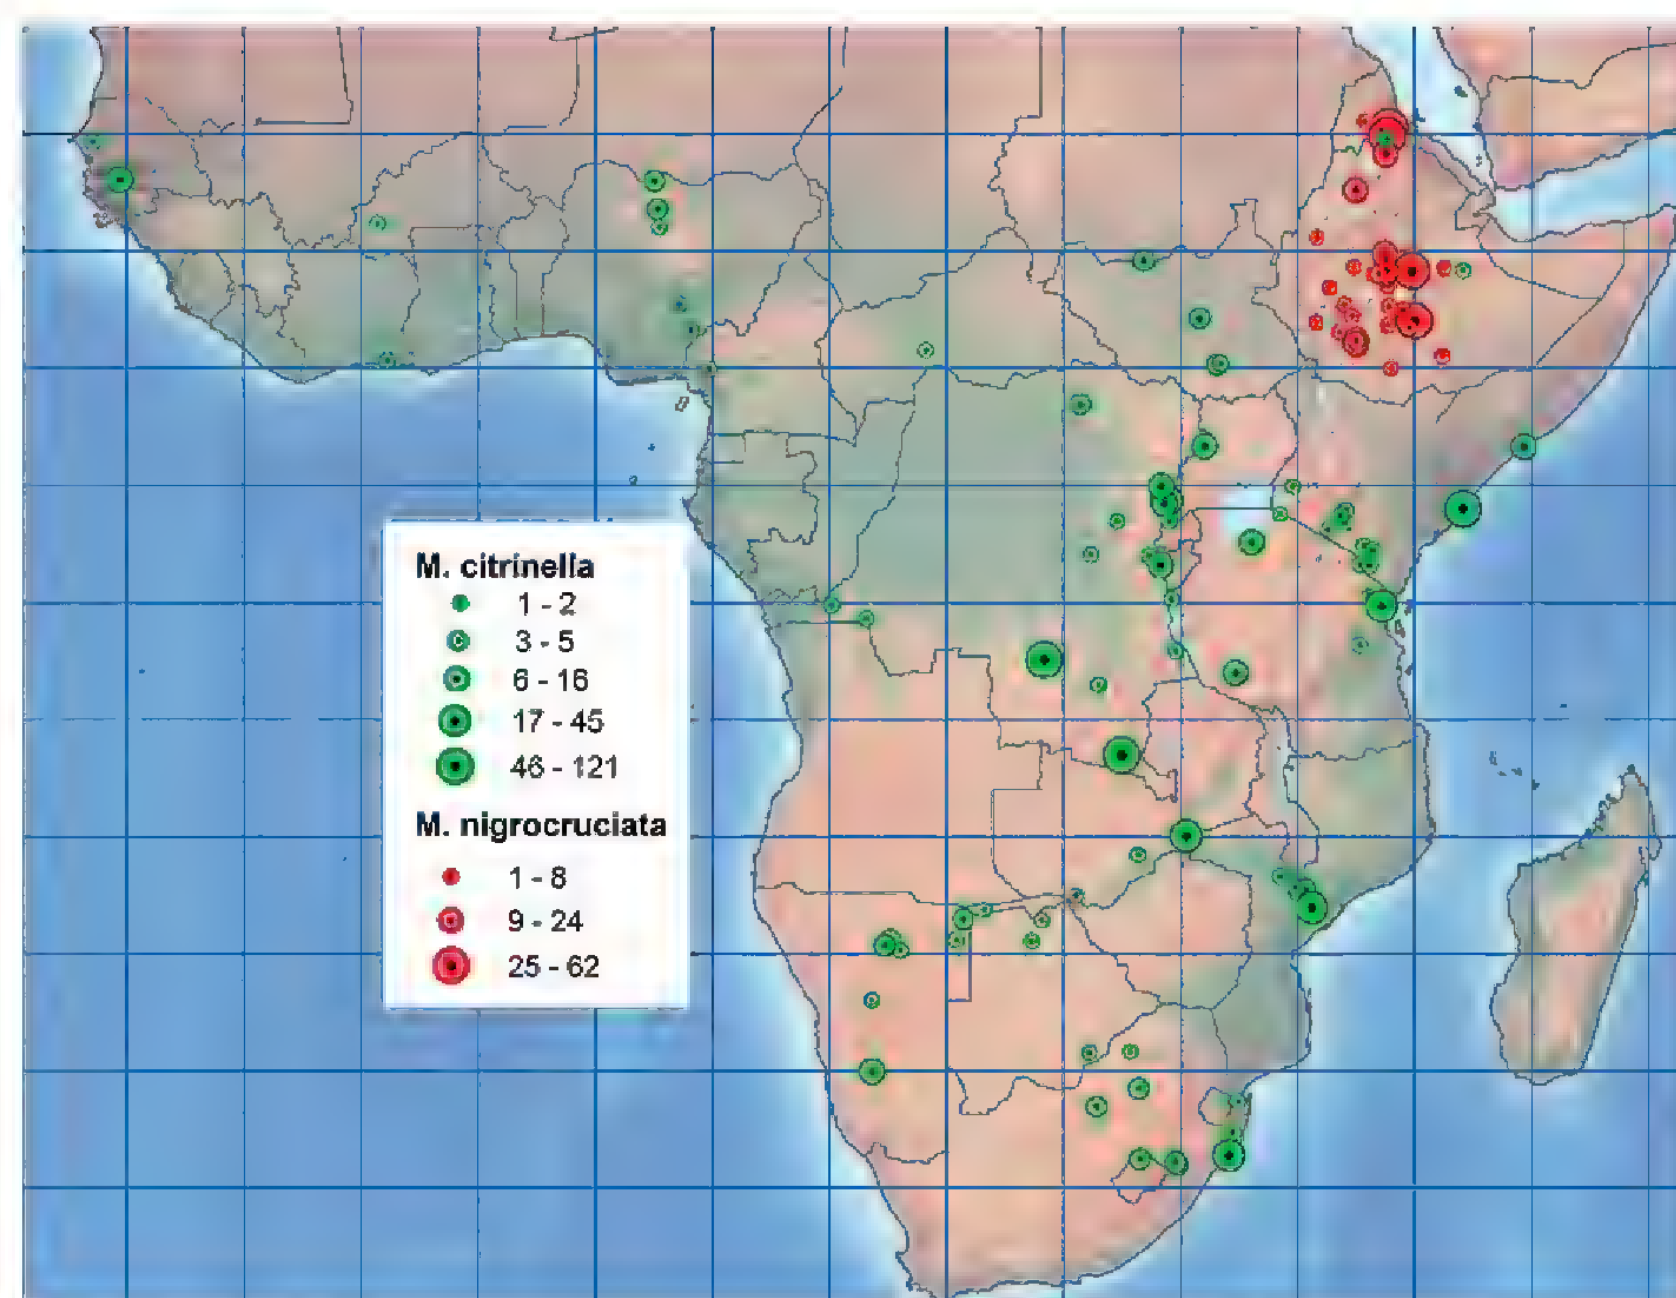 M. citrinella
1 - 2
3 - 5
6 - 16
17 - 45
46 - 121
M. nigrocruciata
1 - 8
9 - 24
25 - 62